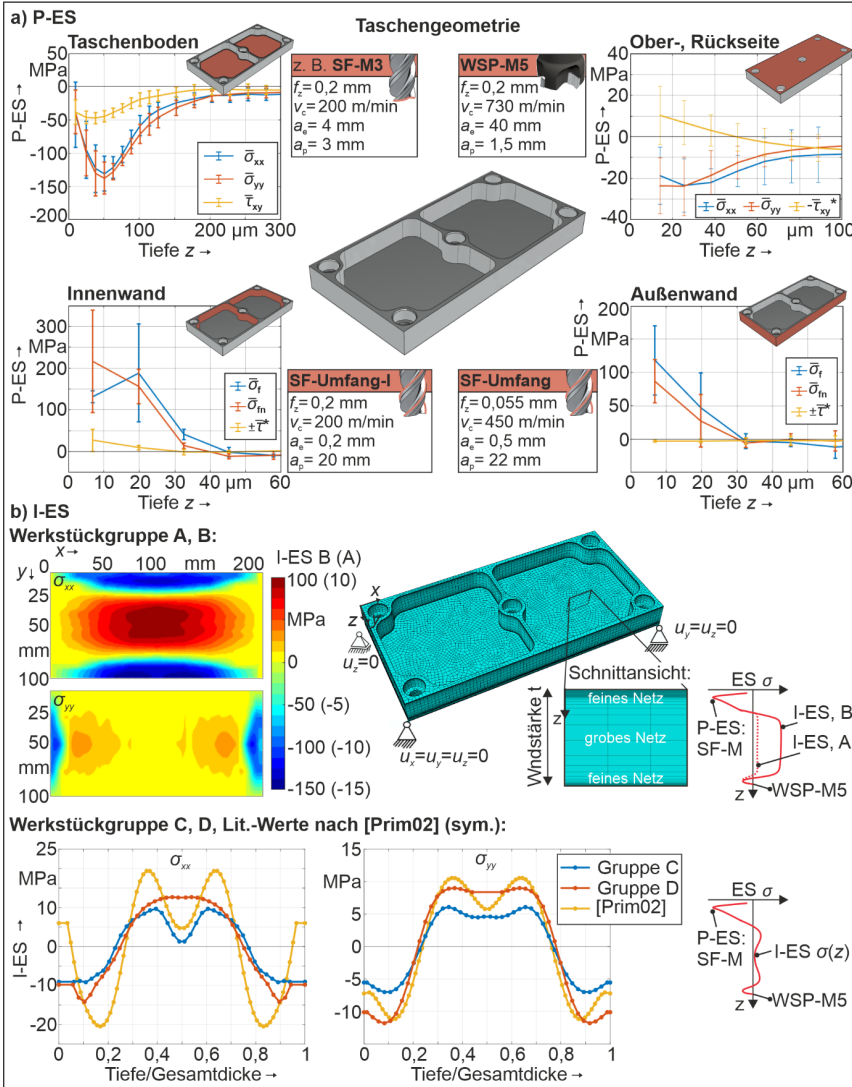 a) P-ES
Taschengeometrie
Taschenboden
50
MPa
0
-50
-100
-150
-200
P-ES →
σ̅xx
σ̅yy
τ̅xy
0 100 200 µm 300
Tiefe z →
z. B. SF-M3
fz= 0,2 mm
vc= 200 m/min
ae= 4 mm
ap= 3 mm
WSP-M5
fz= 0,2 mm
vc= 730 m/min
ae= 40 mm
ap= 1,5 mm
Ober-, Rückseite
40
MPa
20
0
-20
-40
P-ES→
σ̅xx σ̅yy -τ̅xy*
0 20 40 60 µm 100
Tiefe z →
Innenwand
300
MPa
200
100
0
P-ES→
σ̅f
σ̅fn
±τ̅*
0 10 20 30 40 µm 60
Tiefe z →
SF-Umfang-I
fz= 0,2 mm
vc= 200 m/min
ae= 0,2 mm
ap= 20 mm
SF-Umfang
fz= 0,055 mm
vc= 450 m/min
ae= 0,5 mm
ap= 22 mm
Außenwand
200
MPa
100
0
P-ES→
σ̅f
σ̅fn
±τ̅*
0 10 20 30 40 µm 60
Tiefe z →
b) I-ES
Werkstückgruppe A, B:
x→
0 50 100 mm 200
y↓
σxx
25
50
mm
100
σyy
25
50
mm
100
I-ES B (A)
100 (10)
MPa
50 (5)
0
-50 (-5)
-100 (-10)
-150 (-15)
x
z
y
uz=0
ux=uy=uz=0
uy=uz=0
Schnittansicht:
Wndstärke t
z
feines Netz
grobes Netz
feines Netz
ES σ
P-ES:
SF-M
I-ES, B
I-ES, A
WSP-M5
z
Werkstückgruppe C, D, Lit.-Werte nach [Prim02] (sym.):
25
MPa
10
0
-10
-20
I-ES →
σxx
0 0,2 0,4 0,6 0,8 1
Tiefe/Gesamtdicke →
15
MPa
5
0
-5
-10
σyy
0 0,2 0,4 0,6 0,8 1
Tiefe/Gesamtdicke →
Gruppe C
Gruppe D
[Prim02]
ES σ
P-ES:
SF-M
I-ES σ(z)
WSP-M5
z